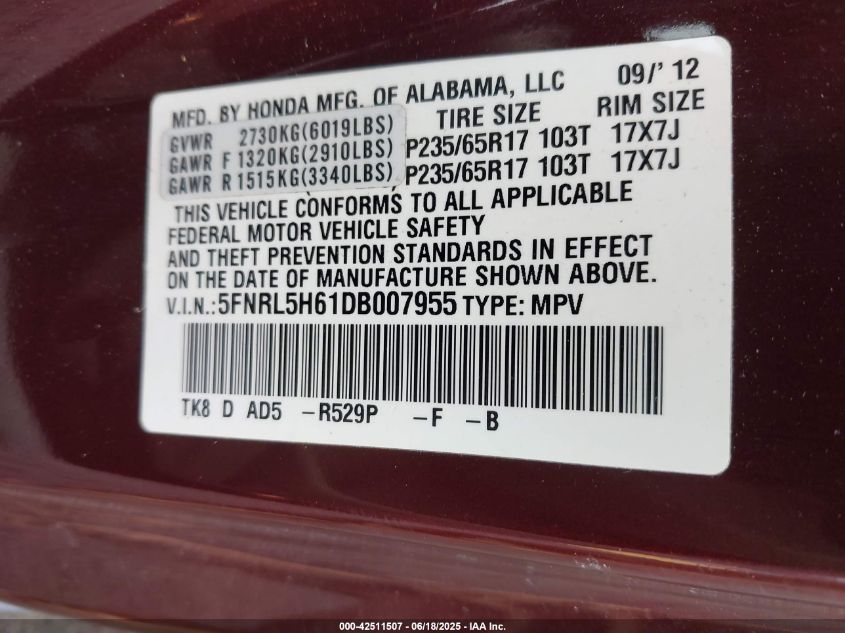 MFD. BY HONDA MFG. OF ALABAMA, LLC 09/' 12
TIRE SIZE RIM SIZE
GVWR 2730KG(6019LBS)
GAWR F 1320KG(2910LBS) P235/65R17 103T 17X7J
GAWR R 1515KG(3340LBS) P235/65R17 103T 17X7J
THIS VEHICLE CONFORMS TO ALL APPLICABLE
FEDERAL MOTOR VEHICLE SAFETY
AND THEFT PREVENTION STANDARDS IN EFFECT
ON THE DATE OF MANUFACTURE SHOWN ABOVE.
V.I.N.: 5FNRL5H61DB007955 TYPE: MPV
TK8 D AD5 -R529P -F -B
000-42511507 - 06/18/2025 - IAA Inc.